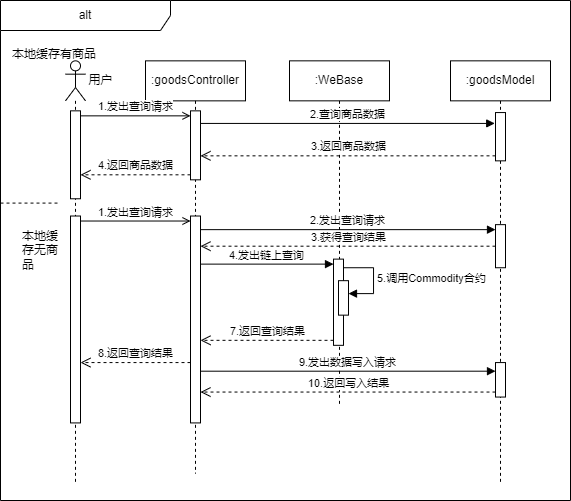 alt
本地缓存有商品
用户
:goodsController
:WeBase
:goodsModel
1.发出查询请求
2.查询商品数据
3.返回商品数据
4.返回商品数据
本地缓
存无商
品
1.发出查询请求
2.发出查询请求
3.获得查询结果
4.发出链上查询
5.调用Commodity合约
7.返回查询结果
8.返回查询结果
9.发出数据写入请求
10.返回写入结果